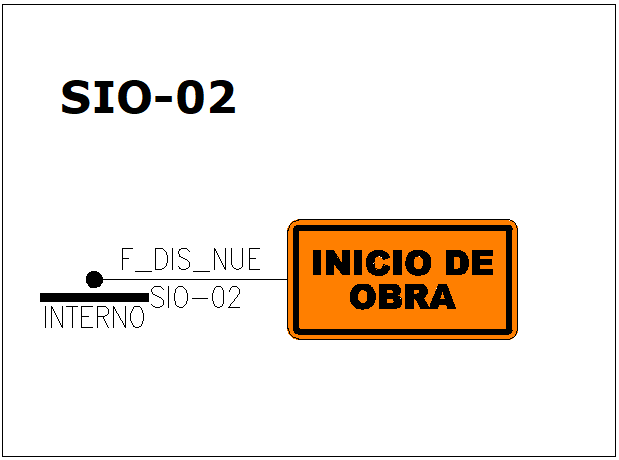 SIO-02
F_DIS_NUE
SIO-02
INTERNO
INICIO DE
OBRA